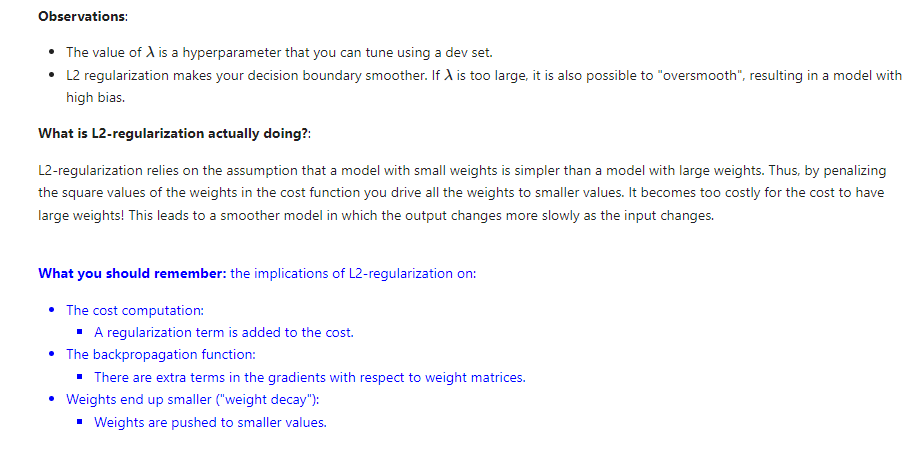 Observations:
• The value of λ is a hyperparameter that you can tune using a dev set.
• L2 regularization makes your decision boundary smoother. If λ is too large, it is also possible to "oversmooth", resulting in a model with
high bias.
What is L2-regularization actually doing?:
L2-regularization relies on the assumption that a model with small weights is simpler than a model with large weights. Thus, by penalizing
the square values of the weights in the cost function you drive all the weights to smaller values. It becomes too costly for the cost to have
large weights! This leads to a smoother model in which the output changes more slowly as the input changes.
What you should remember: the implications of L2-regularization on:
• The cost computation:
▪ A regularization term is added to the cost.
• The backpropagation function:
▪ There are extra terms in the gradients with respect to weight matrices.
• Weights end up smaller ("weight decay"):
▪ Weights are pushed to smaller values.